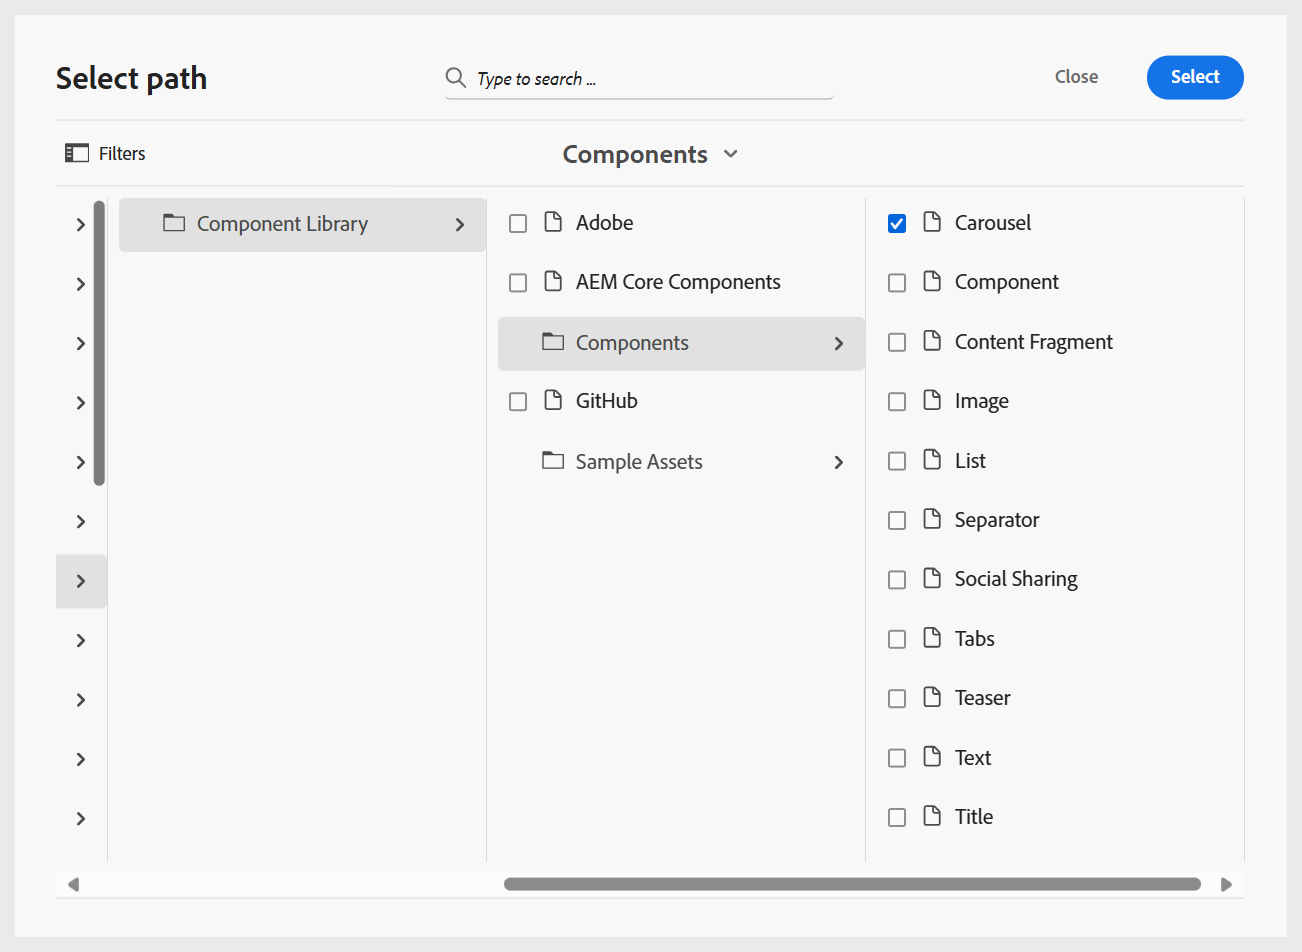 Select path
Type to search ...
Close
Select
Filters
Components
Component Library
Adobe
AEM Core Components
Components
GitHub
Sample Assets
Carousel
Component
Content Fragment
Image
List
Separator
Social Sharing
Tabs
Teaser
Text
Title